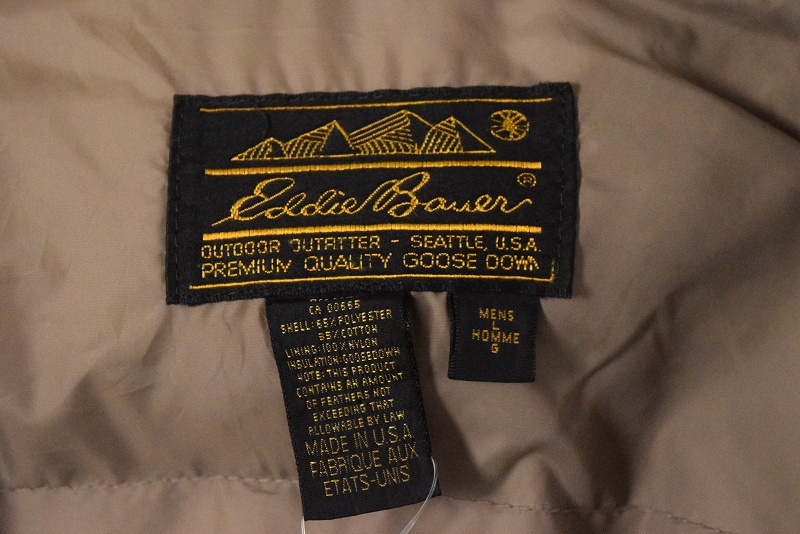 Eddie Bauer®
OUTDOOR OUTFITTER - SEATTLE, U.S.A.
PREMIUM QUALITY GOOSE DOWN
CA 00665
SHELL: 65% POLYESTER
35% COTTON
LINING: 100% NYLON
INSULATION: GOOSEDOWN
NOTE: THIS PRODUCT
CONTAINS AN AMOUNT
OF FEATHERS NOT
EXCEEDING THAT
ALLOWABLE BY LAW
MADE IN U.S.A.
FABRIQUE AUX
ETATS-UNIS
MENS
L
HOMME
G